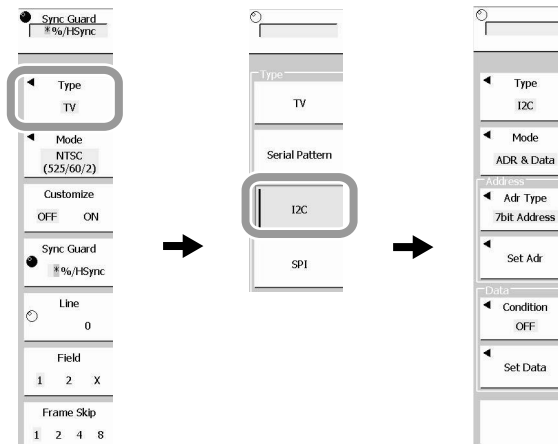 Sync Guard
*%/HSync
Type
TV
Mode
NTSC
(525/60/2)
Customize
OFF ON
Sync Guard
*%/HSync
Line
0
Field
1 2 X
Frame Skip
1 2 4 8
Type
TV
Serial Pattern
I2C
SPI
Type
I2C
Mode
ADR & Data
Address
Adr Type
7bit Address
Set Adr
Data
Condition
OFF
Set Data